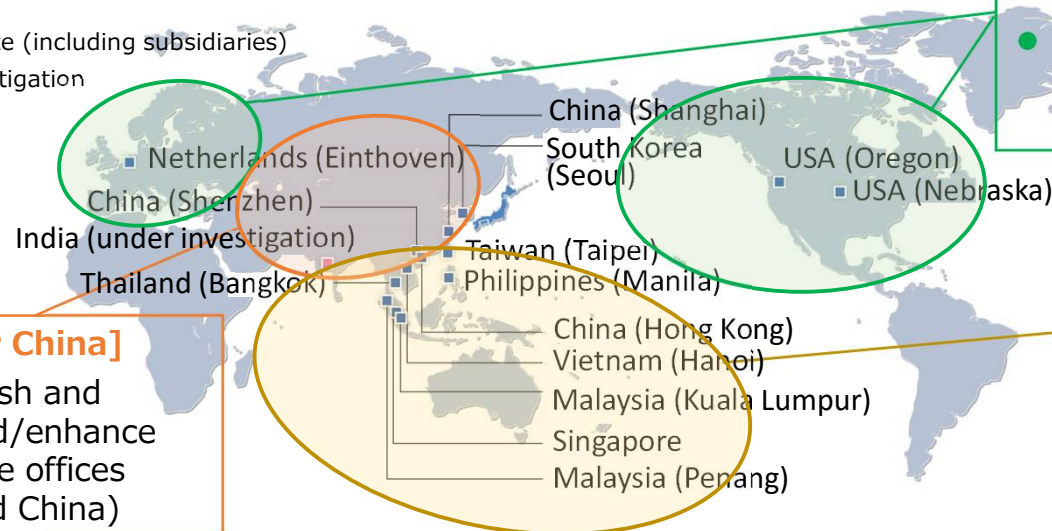 (including subsidiaries)
China (Shanghai)
South Korea
(Seoul)
Netherlands (Einthoven)
USA (Oregon)
USA (Nebraska)
China (Shenzhen)
India (under investigation)
Taiwan (Taipei)
Thailand (Bangkok)
Philippines (Manila)
China (Hong Kong)
Vietnam (Hanoi)
Malaysia (Kuala Lumpur)
Singapore
Malaysia (Penang)
China]
and
/enhance
offices
China)